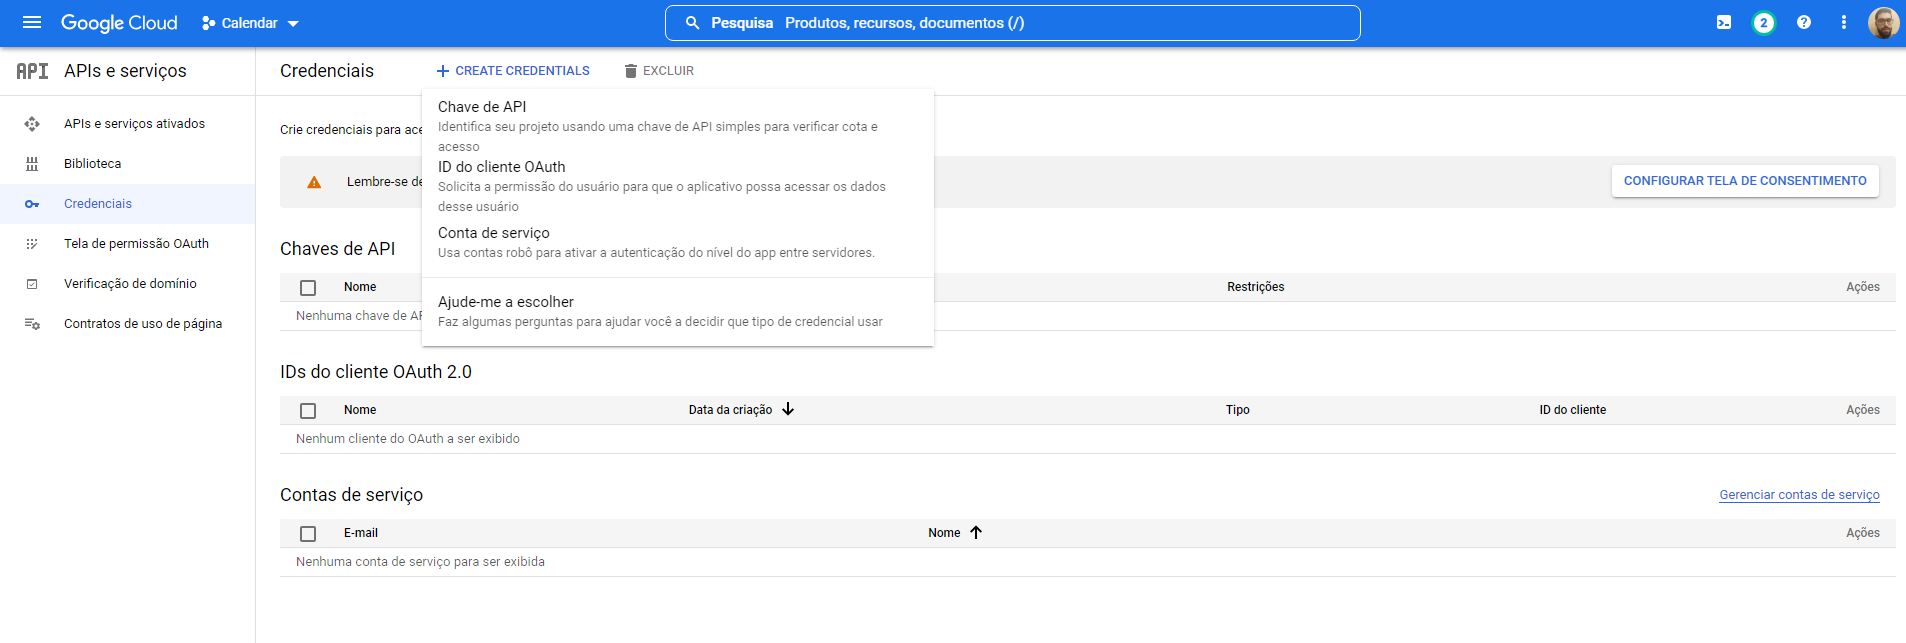 Google Cloud
Calendar
Pesquisa Produtos, recursos, documentos (/)
2
API APIs e serviços
Credenciais
CREATE CREDENTIALS
EXCLUIR
APIs e serviços ativados
Biblioteca
Credenciais
Tela de permissão OAuth
Verificação de domínio
Contratos de uso de página
Crie credenciais para ace
Lembre-se de
CONFIGURAR TELA DE CONSENTIMENTO
Chave de API
Identifica seu projeto usando uma chave de API simples para verificar cota e
acesso
ID do cliente OAuth
Solicita a permissão do usuário para que o aplicativo possa acessar os dados
desse usuário
Conta de serviço
Usa contas robô para ativar a autenticação do nível do app entre servidores.
Ajude-me a escolher
Faz algumas perguntas para ajudar você a decidir que tipo de credencial usar
Chaves de API
Nome Restrições Ações
Nenhuma chave de AP
IDs do cliente OAuth 2.0
Nome Data da criação Tipo ID do cliente Ações
Nenhum cliente do OAuth a ser exibido
Contas de serviço
Gerenciar contas de serviço
E-mail Nome Ações
Nenhuma conta de serviço para ser exibida